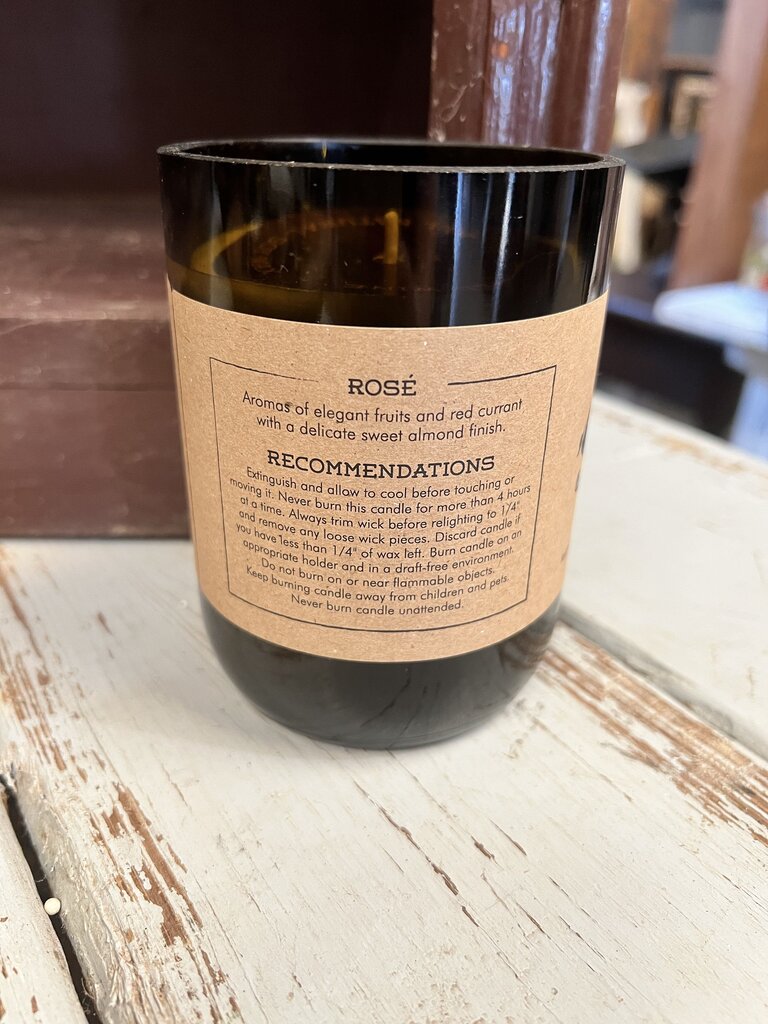 ROSÉ
Aromas of elegant fruits and red currant
with a delicate sweet almond finish.
RECOMMENDATIONS
Extinguish and allow to cool before touching or
moving it. Never burn this candle for more than 4 hours
at a time. Always trim wick before relighting to 1/4"
and remove any loose wick pieces. Discard candle if
you have less than 1/4" of wax left. Burn candle on an
appropriate holder and in a draft-free environment.
Do not burn on or near flammable objects.
Keep burning candle away from children and pets.
Never burn candle unattended.